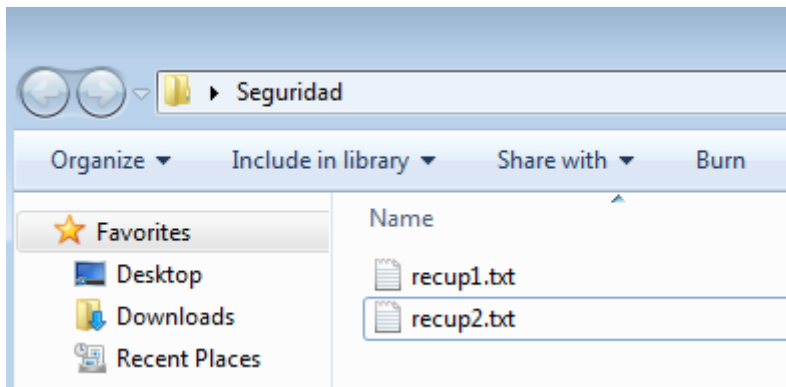 Seguridad
Organize Include in library Share with Burn
Favorites
Desktop
Downloads
Recent Places
Name
recup1.txt
recup2.txt